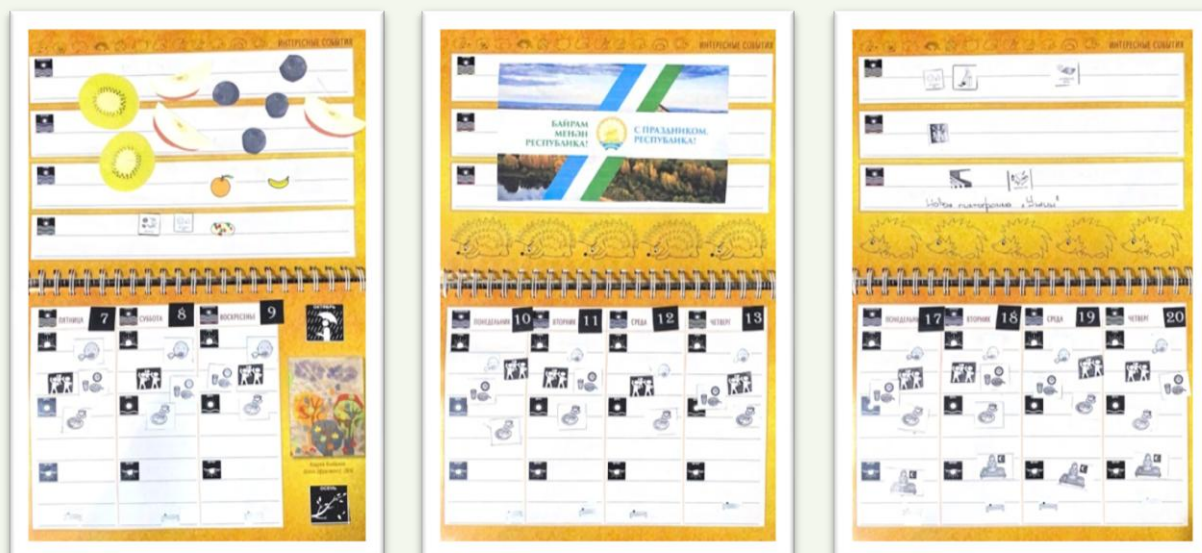 ИНТЕРЕСНЫЕ СОБЫТИЯ
ПЯТНИЦА 7
СУББОТА 8
ВОСКРЕСЕНЬЕ 9
ОКТЯБРЬ
ОСЕНЬ
ИНТЕРЕСНЫЕ СОБЫТИЯ
БАЙРАМ
МЕНӘН
РЕСПУБЛИКА!
С ПРАЗДНИКОМ,
РЕСПУБЛИКА!
ПОНЕДЕЛЬНИК 10
ВТОРНИК 11
СРЕДА 12
ЧЕТВЕРГ 13
ИНТЕРЕСНЫЕ СОБЫТИЯ
ПОНЕДЕЛЬНИК 17
ВТОРНИК 18
СРЕДА 19
ЧЕТВЕРГ 20